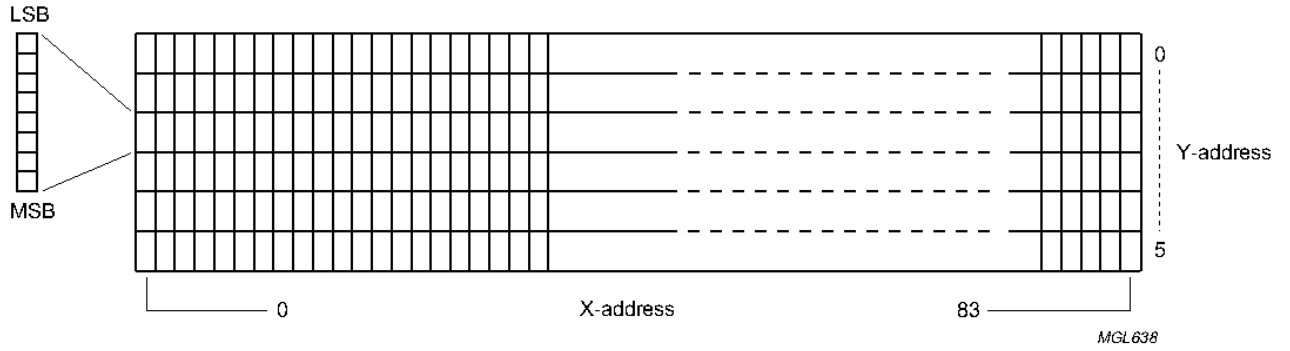 LSB
MSB
0
Y-address
5
0
X-address
83
MGL638